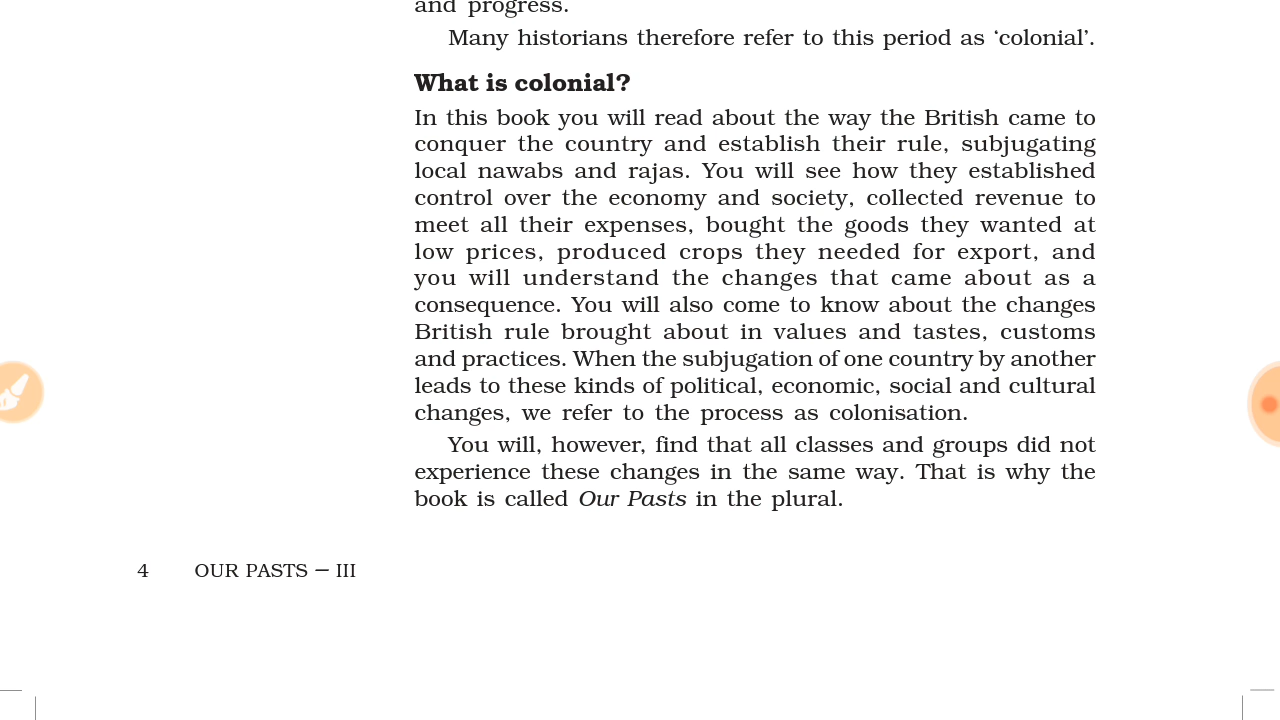 and progress.
Many historians therefore refer to this period as ‘colonial’.
What is colonial?
In this book you will read about the way the British came to
conquer the country and establish their rule, subjugating
local nawabs and rajas. You will see how they established
control over the economy and society, collected revenue to
meet all their expenses, bought the goods they wanted at
low prices, produced crops they needed for export, and
you will understand the changes that came about as a
consequence. You will also come to know about the changes
British rule brought about in values and tastes, customs
and practices. When the subjugation of one country by another
leads to these kinds of political, economic, social and cultural
changes, we refer to the process as colonisation.
You will, however, find that all classes and groups did not
experience these changes in the same way. That is why the
book is called Our Pasts in the plural.
4 OUR PASTS – III